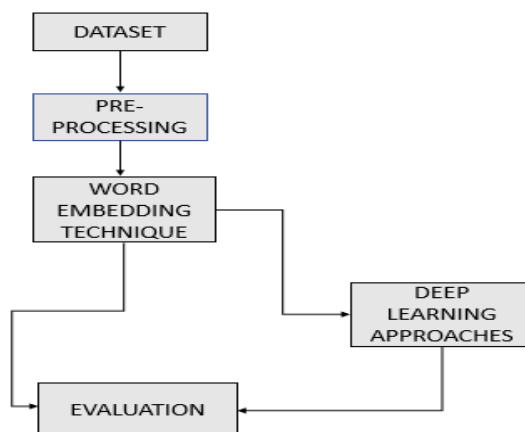 DATASET
PRE-
PROCESSING
WORD
EMBEDDING
TECHNIQUE
DEEP
LEARNING
APPROACHES
EVALUATION